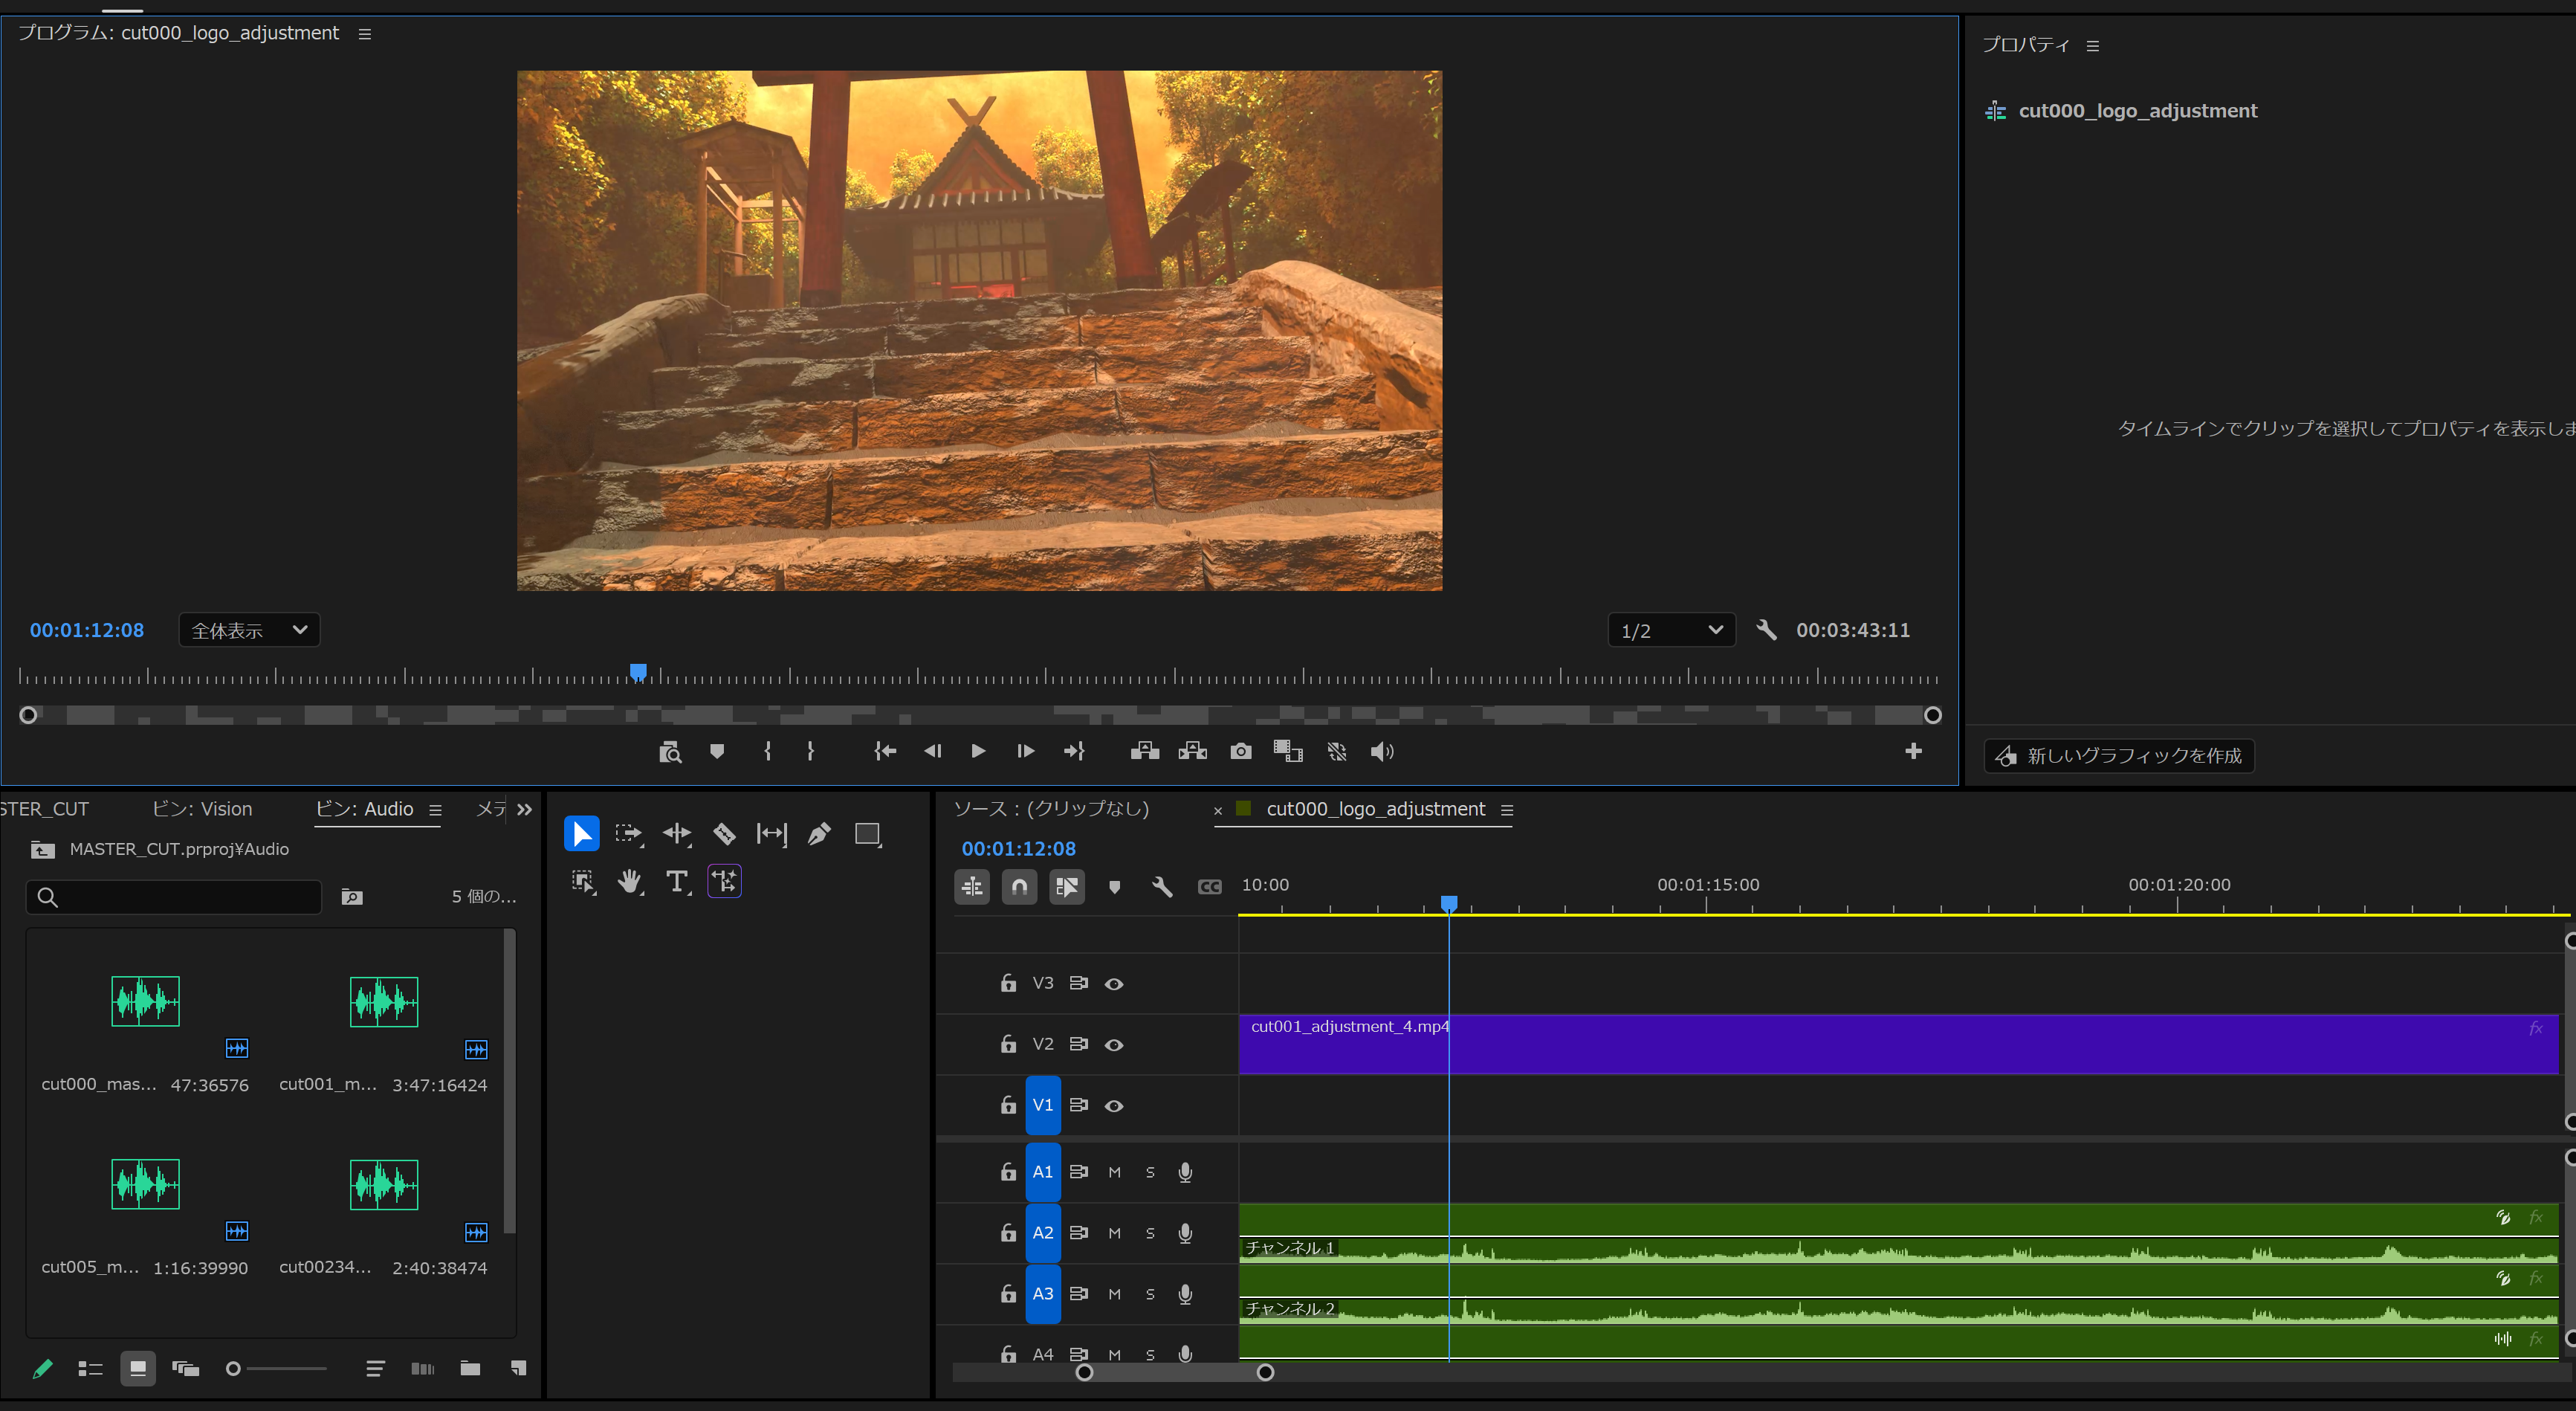 プログラム: cut000_logo_adjustment
プロパティ
cut000_logo_adjustment
タイムラインでクリップを選択してプロパティを表示しま
00:01:12:08
全体表示
1/2
00:03:43:11
新しいグラフィックを作成
STER_CUT
ビン: Vision
ビン: Audio
メデ
MASTER_CUT.prproj¥Audio
5 個の...
cut000_mas... 47:36576
cut001_m... 3:47:16424
cut005_m... 1:16:39990
cut00234... 2:40:38474
T
ソース : (クリップなし)
× cut000_logo_adjustment
00:01:12:08
CC
10:00
00:01:15:00
00:01:20:00
V3
V2
cut001_adjustment_4.mp4
fx
V1
A1 M S
A2 M S
fx
チャンネル 1
A3 M S
fx
チャンネル 2
A4 M S
fx